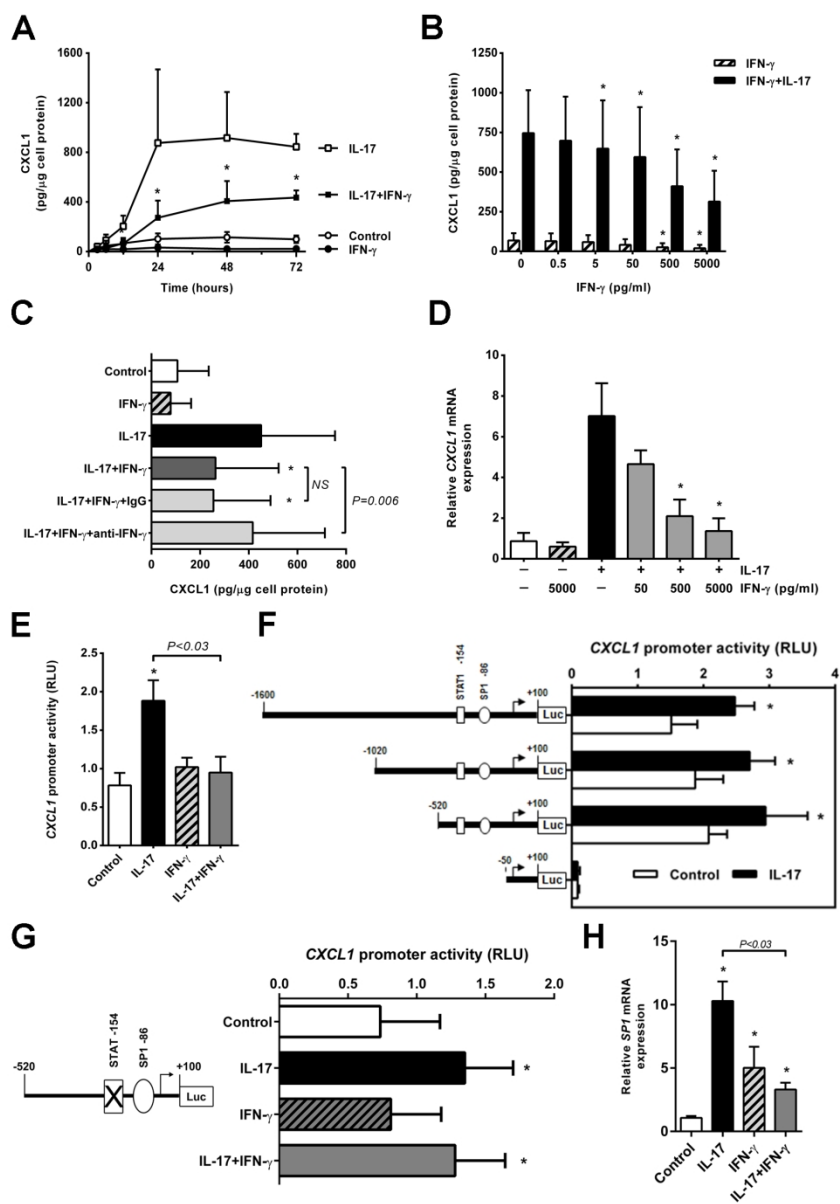 A
CXCL1
(pg/μg cell protein)
1600
1200
800
400
0
0
24
48
72
Time (hours)
*
*
*
IL-17
IL-17+IFN-γ
Control
IFN-γ
B
CXCL1 (pg/μg cell protein)
1250
1000
750
500
250
0
IFN-γ
IFN-γ+IL-17
*
*
*
*
*
*
0
0.5
5
50
500
5000
IFN-γ (pg/ml)
C
Control
IFN-γ
IL-17
IL-17+IFN-γ
IL-17+IFN-γ+IgG
IL-17+IFN-γ+anti-IFN-γ
*
*
NS
P=0.006
0
200
400
600
800
CXCL1 (pg/μg cell protein)
D
Relative CXCL1 mRNA
expression
10
8
6
4
2
0
*
*
– – + + + + IL-17
– 5000 – 50 500 5000 IFN-γ (pg/ml)
E
CXCL1 promoter activity (RLU)
2.5
2.0
1.5
1.0
0.5
0.0
P<0.03
*
Control
IL-17
IFN-γ
IL-17+IFN-γ
F
CXCL1 promoter activity (RLU)
0
1
2
3
4
STAT1 -154
SP1 -86
-1600
+100
Luc
*
-1020
+100
Luc
*
-520
+100
Luc
*
-50
+100
Luc
Control
IL-17
G
CXCL1 promoter activity (RLU)
0.0
0.5
1.0
1.5
2.0
STAT -154
SP1 -86
-520
+100
Luc
Control
IL-17
*
IFN-γ
IL-17+IFN-γ
*
H
Relative SP1 mRNA
expression
15
10
5
0
P<0.03
*
*
*
Control
IL-17
IFN-γ
IL-17+IFN-γ